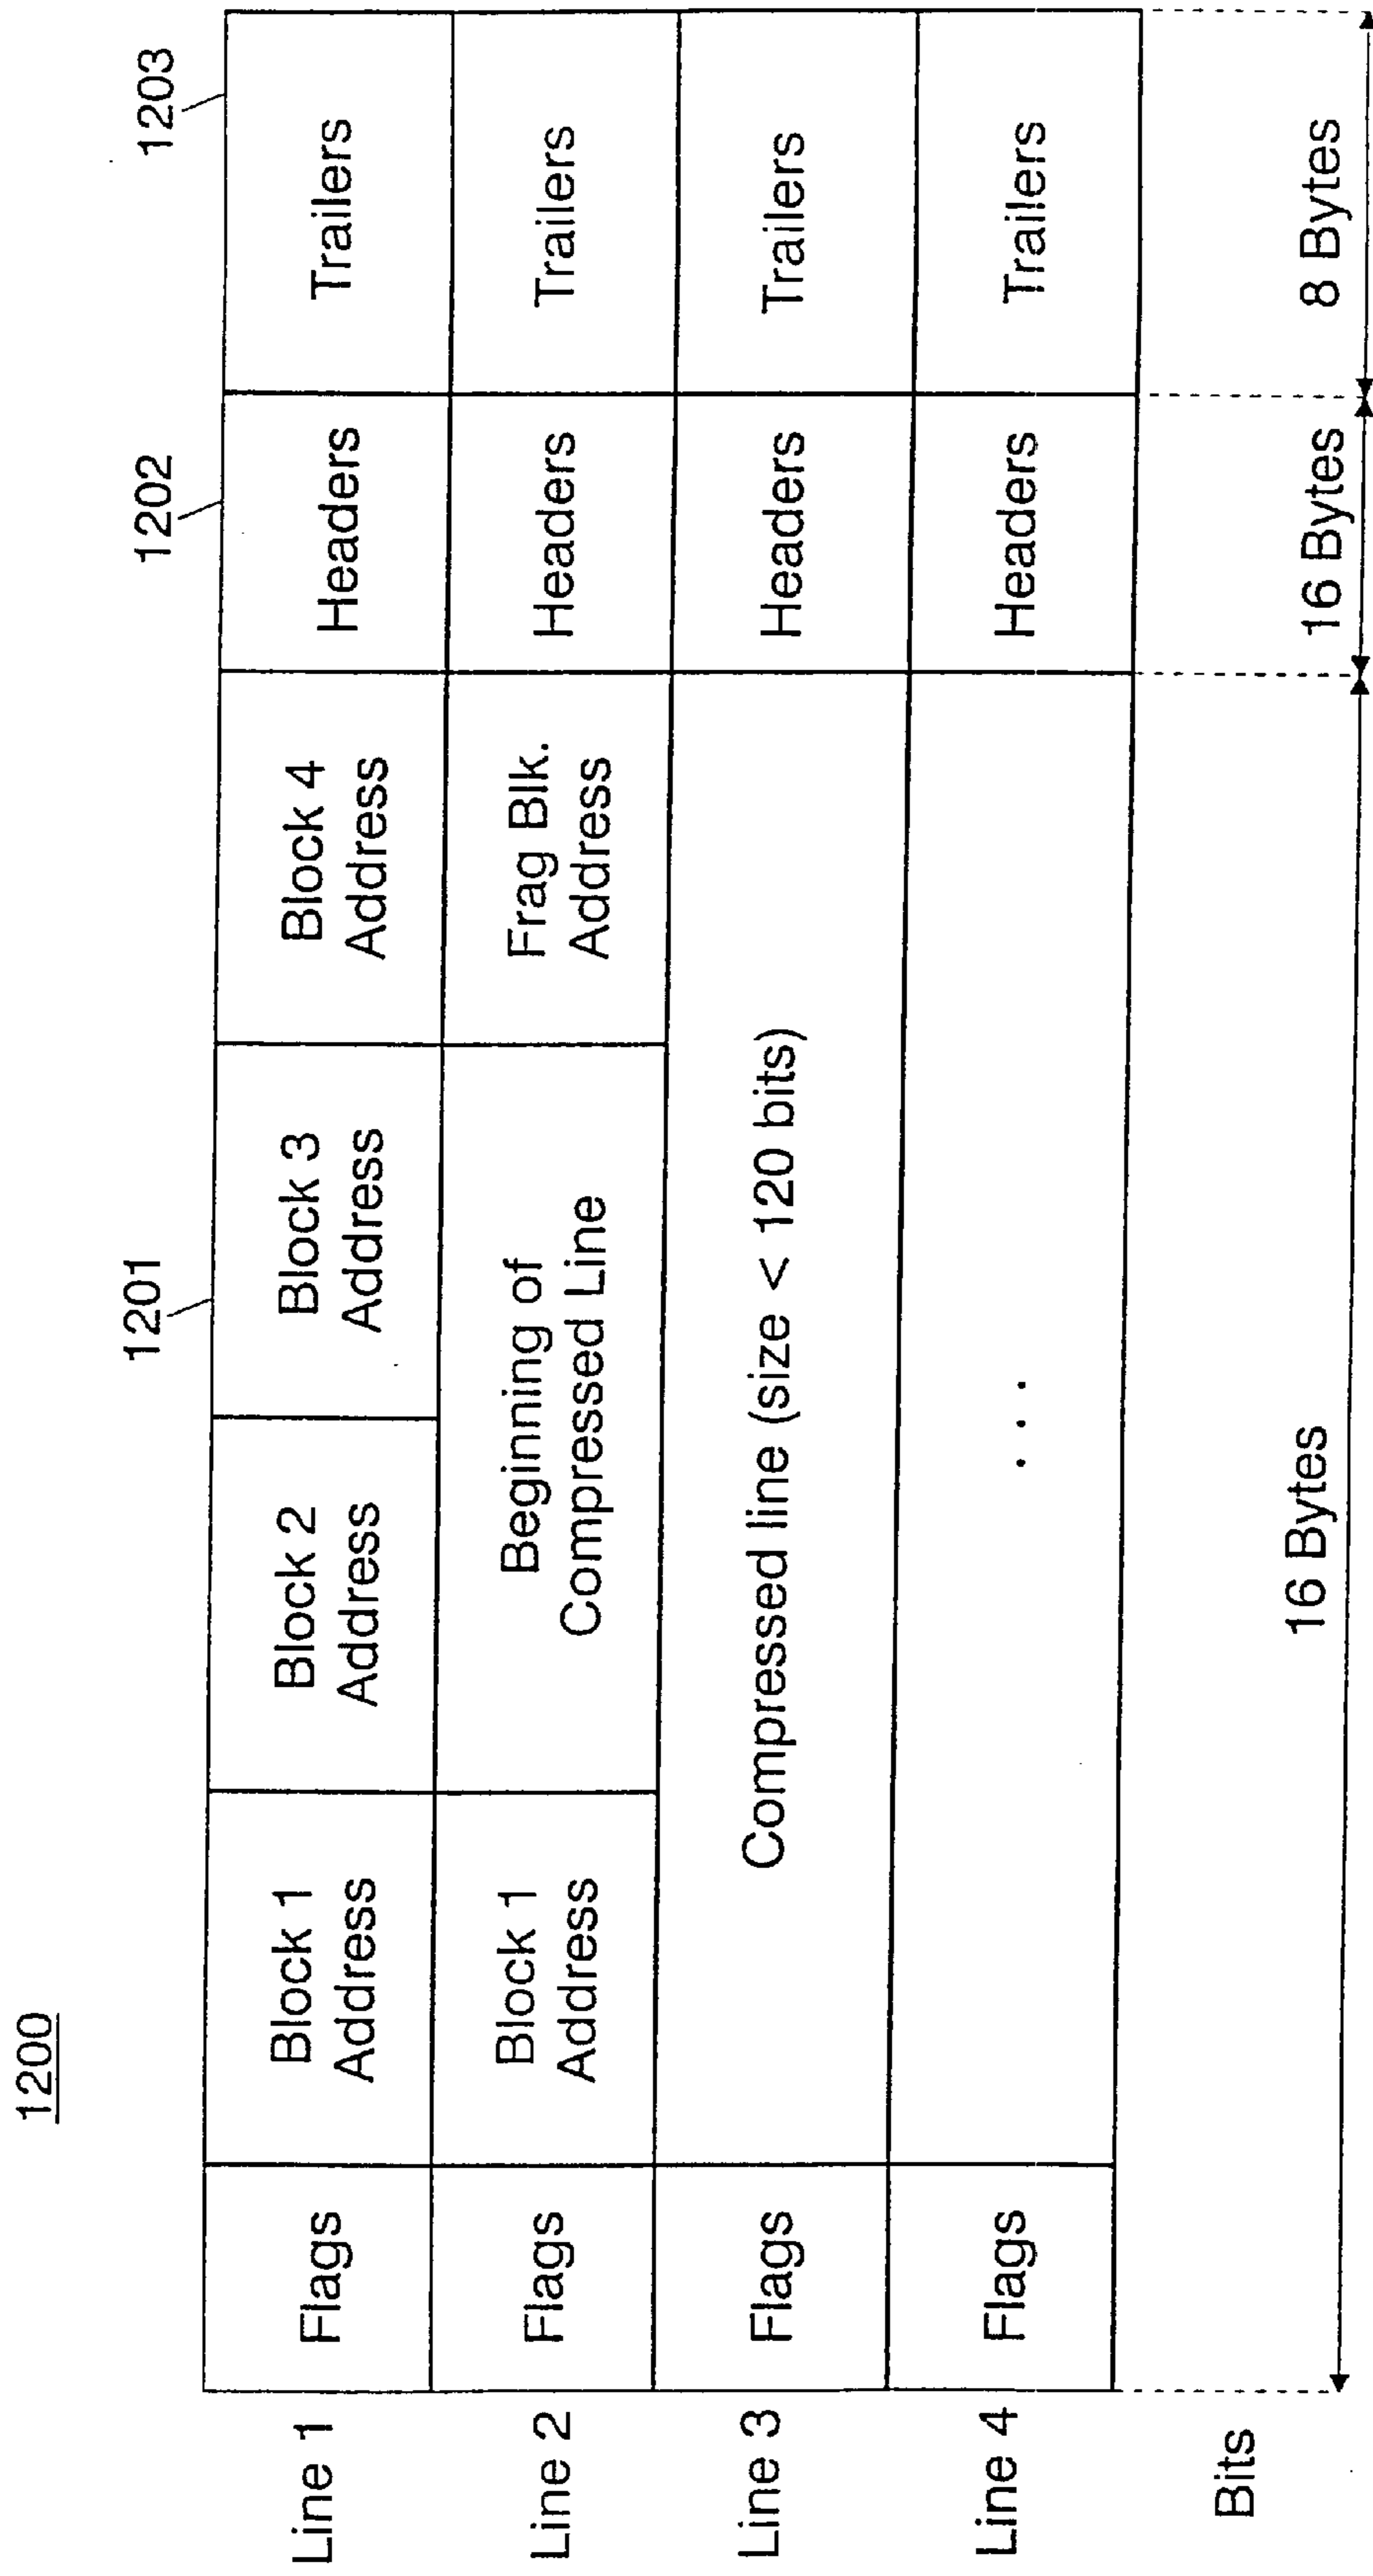 1200
1201
1202
1203
Line 1
Flags
Block 1
Address
Block 2
Address
Block 3
Address
Block 4
Address
Headers
Trailers
Line 2
Flags
Block 1
Address
Beginning of
Compressed Line
Frag Blk.
Address
Headers
Trailers
Line 3
Flags
Compressed line (size < 120 bits)
Headers
Trailers
Line 4
Flags
. . .
Headers
Trailers
Bits
16 Bytes
16 Bytes
8 Bytes